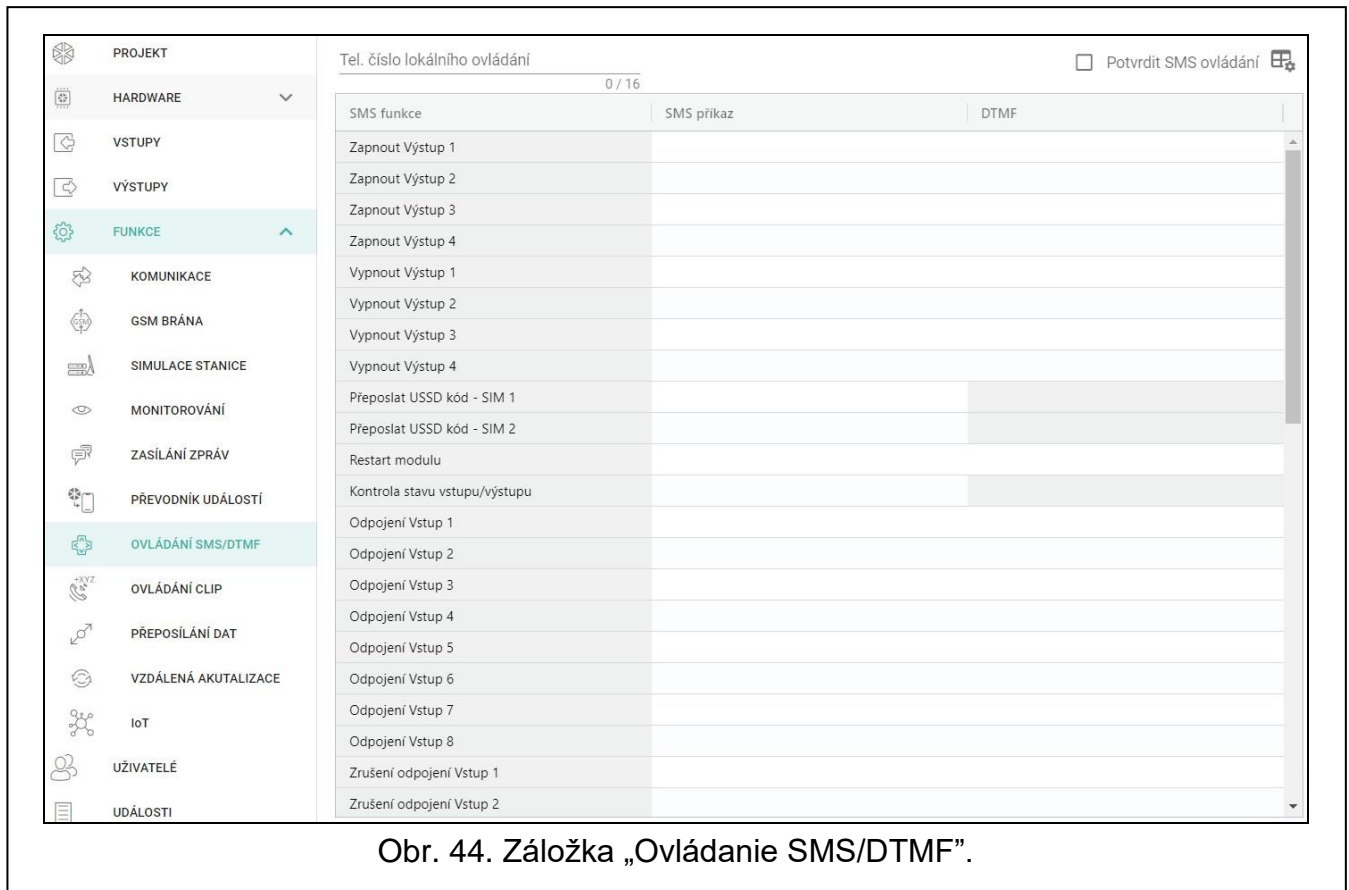 PROJEKT
HARDWARE
VSTUPY
VÝSTUPY
FUNKCE
KOMUNIKACE
GSM
GSM BRÁNA
SIMULACE STANICE
MONITOROVÁNÍ
ZASÍLÁNÍ ZPRÁV
PŘEVODNÍK UDÁLOSTÍ
OVLÁDÁNÍ SMS/DTMF
+XYZ
OVLÁDÁNÍ CLIP
PŘEPOSÍLÁNÍ DAT
VZDÁLENÁ AKUTALIZACE
IoT
UŽIVATELÉ
UDÁLOSTI
Tel. číslo lokálního ovládání
0 / 16
Potvrdit SMS ovládání
SMS funkce SMS příkaz DTMF
Zapnout Výstup 1
Zapnout Výstup 2
Zapnout Výstup 3
Zapnout Výstup 4
Vypnout Výstup 1
Vypnout Výstup 2
Vypnout Výstup 3
Vypnout Výstup 4
Přeposlat USSD kód - SIM 1
Přeposlat USSD kód - SIM 2
Restart modulu
Kontrola stavu vstupu/výstupu
Odpojení Vstup 1
Odpojení Vstup 2
Odpojení Vstup 3
Odpojení Vstup 4
Odpojení Vstup 5
Odpojení Vstup 6
Odpojení Vstup 7
Odpojení Vstup 8
Zrušení odpojení Vstup 1
Zrušení odpojení Vstup 2
Obr. 44. Záložka „Ovládanie SMS/DTMF”.